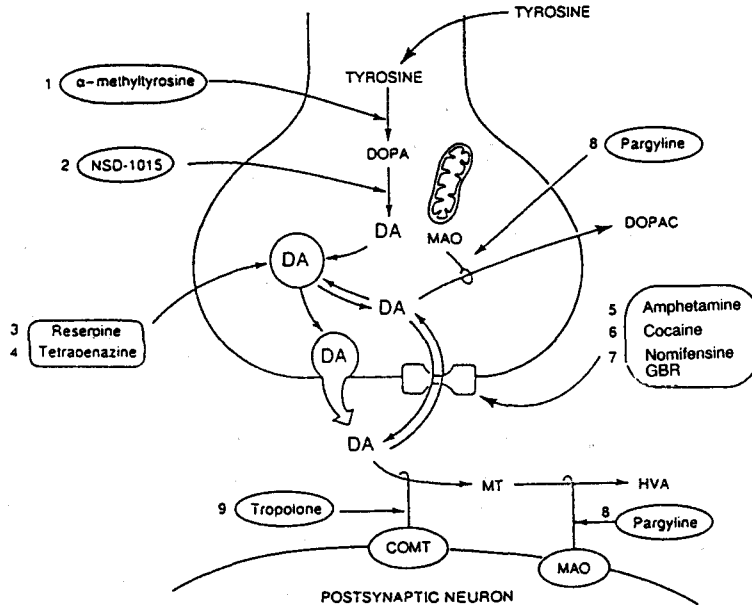 TYROSINE
TYROSINE
1 α-methyltyrosine
DOPA
8 Pargyline
2 NSD-1015
DA
MAO
DOPAC
DA
DA
3 Reserpine
4 Tetraoenazine
DA
5 Amphetamine
6 Cocaine
7 Nomifensine
GBR
DA
MT
HVA
9 Tropolone
8 Pargyline
COMT
MAO
POSTSYNAPTIC NEURON